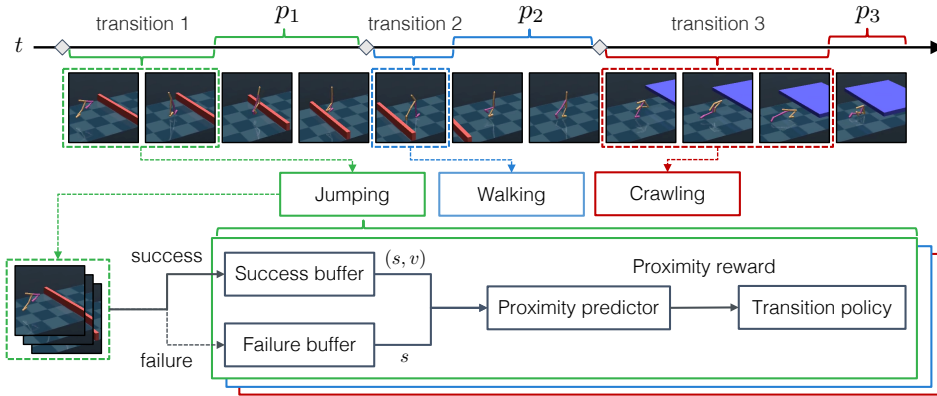 transition 1
p₁
transition 2
p₂
transition 3
p₃
t
Jumping
Walking
Crawling
success
failure
Success buffer
(s, v)
Failure buffer
s
Proximity predictor
Proximity reward
Transition policy